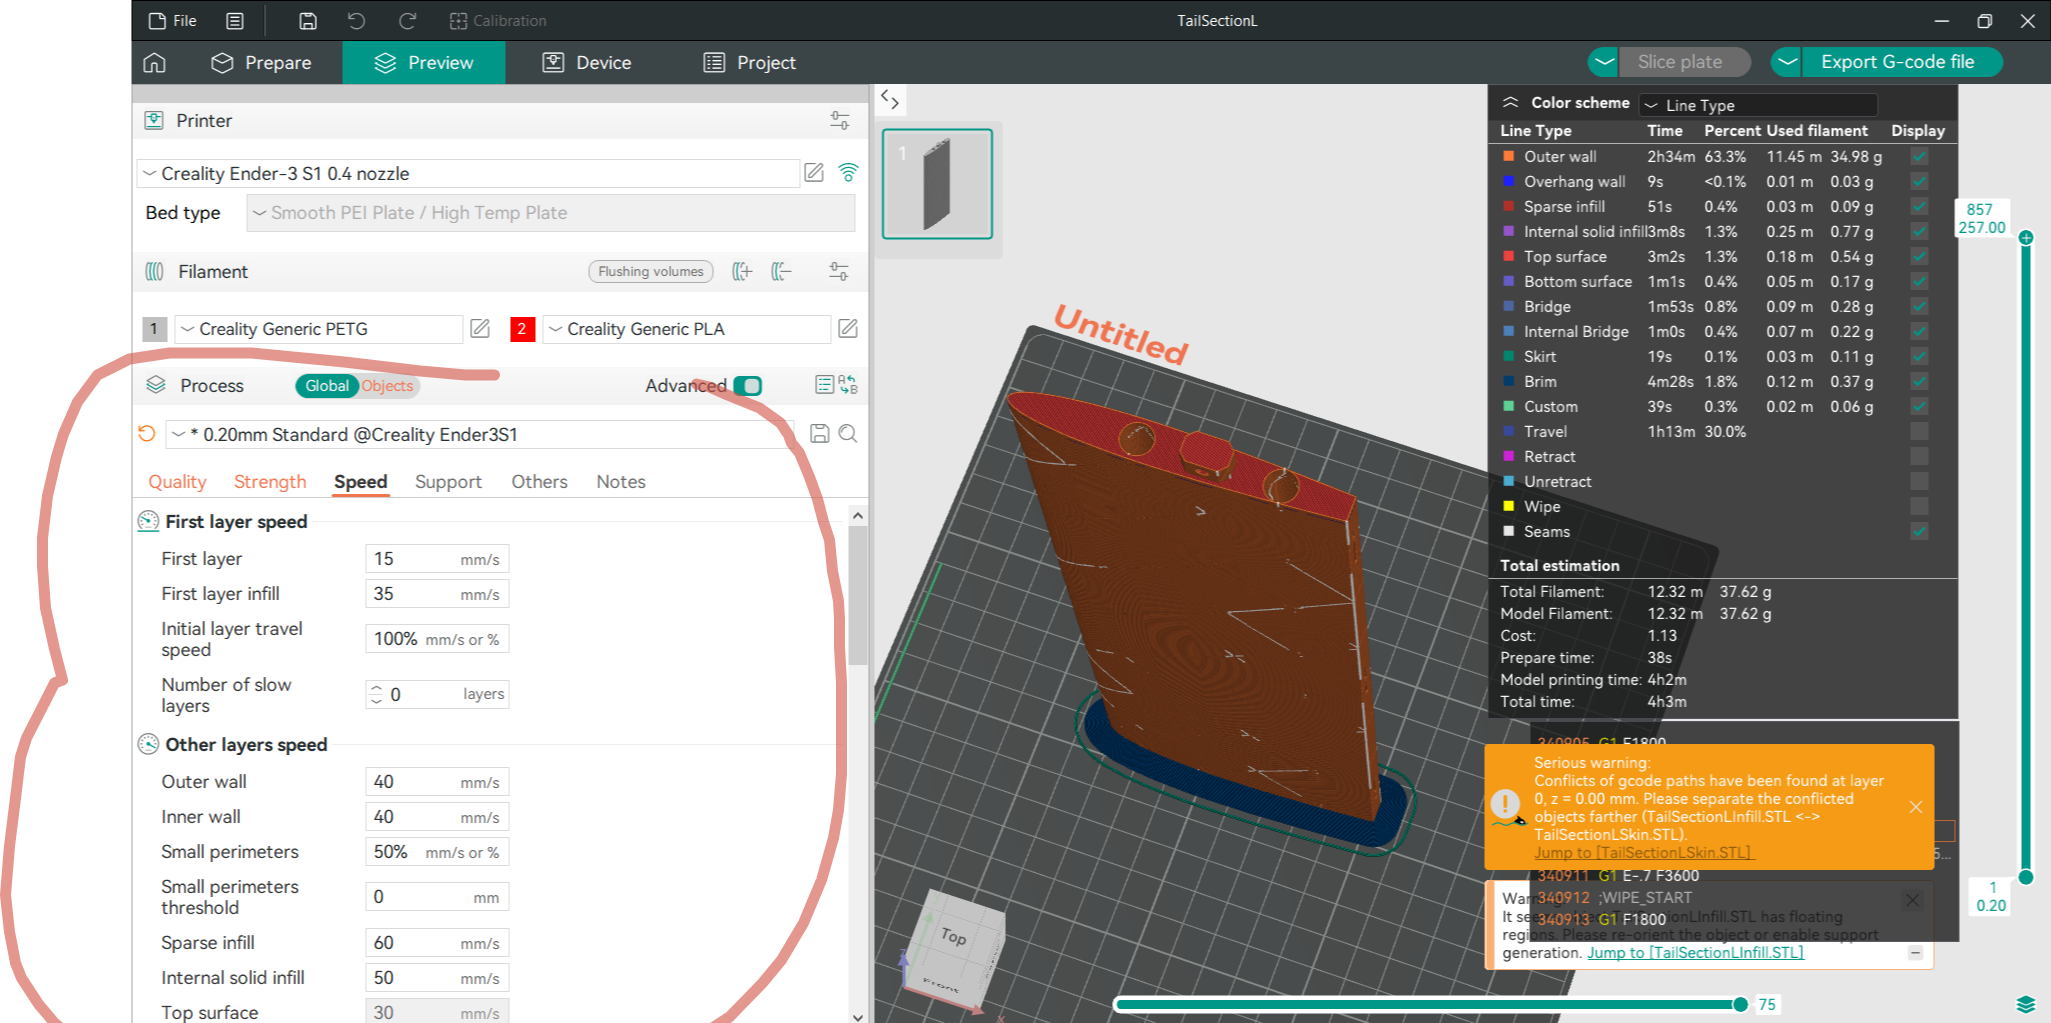 File
Calibration
TailSectionL
Prepare
Preview
Device
Project
Slice plate
Export G-code file
Printer
Creality Ender-3 S1 0.4 nozzle
Bed type
Smooth PEI Plate / High Temp Plate
Filament
Flushing volumes
1 Creality Generic PETG
2 Creality Generic PLA
Process
Global Objects
Advanced
* 0.20mm Standard @Creality Ender3S1
Quality Strength Speed Support Others Notes
First layer speed
First layer 15 mm/s
First layer infill 35 mm/s
Initial layer travel
speed
100% mm/s or %
Number of slow
layers
0 layers
Other layers speed
Outer wall 40 mm/s
Inner wall 40 mm/s
Small perimeters 50% mm/s or %
Small perimeters
threshold
0 mm
Sparse infill 60 mm/s
Internal solid infill 50 mm/s
Top surface 30 mm/s
1
Untitled
Top
Front
x
z
75
Color scheme Line Type
Line Type Time Percent Used filament Display
Outer wall 2h34m 63.3% 11.45 m 34.98 g
Overhang wall 9s <0.1% 0.01 m 0.03 g
Sparse infill 51s 0.4% 0.03 m 0.09 g
Internal solid infill 3m8s 1.3% 0.25 m 0.77 g
Top surface 3m2s 1.3% 0.18 m 0.54 g
Bottom surface 1m1s 0.4% 0.05 m 0.17 g
Bridge 1m53s 0.8% 0.09 m 0.28 g
Internal Bridge 1m0s 0.4% 0.07 m 0.22 g
Skirt 19s 0.1% 0.03 m 0.11 g
Brim 4m28s 1.8% 0.12 m 0.37 g
Custom 39s 0.3% 0.02 m 0.06 g
Travel 1h13m 30.0%
Retract
Unretract
Wipe
Seams
Total estimation
Total Filament: 12.32 m 37.62 g
Model Filament: 12.32 m 37.62 g
Cost: 1.13
Prepare time: 38s
Model printing time: 4h2m
Total time: 4h3m
857
257.00
1
0.20
340905 G1 F1800
Serious warning:
Conflicts of gcode paths have been found at layer
0, z = 0.00 mm. Please separate the conflicted
objects farther (TailSectionLInfill.STL <->
TailSectionLSkin.STL).
Jump to [TailSectionLSkin.STL]
5...
340911 G1 E-.7 F3600
340912 ;WIPE_START
340913 G1 F1800
It
has floating
regions. Please re-orient the object or enable support
generation. Jump to [TailSectionLInfill.STL]